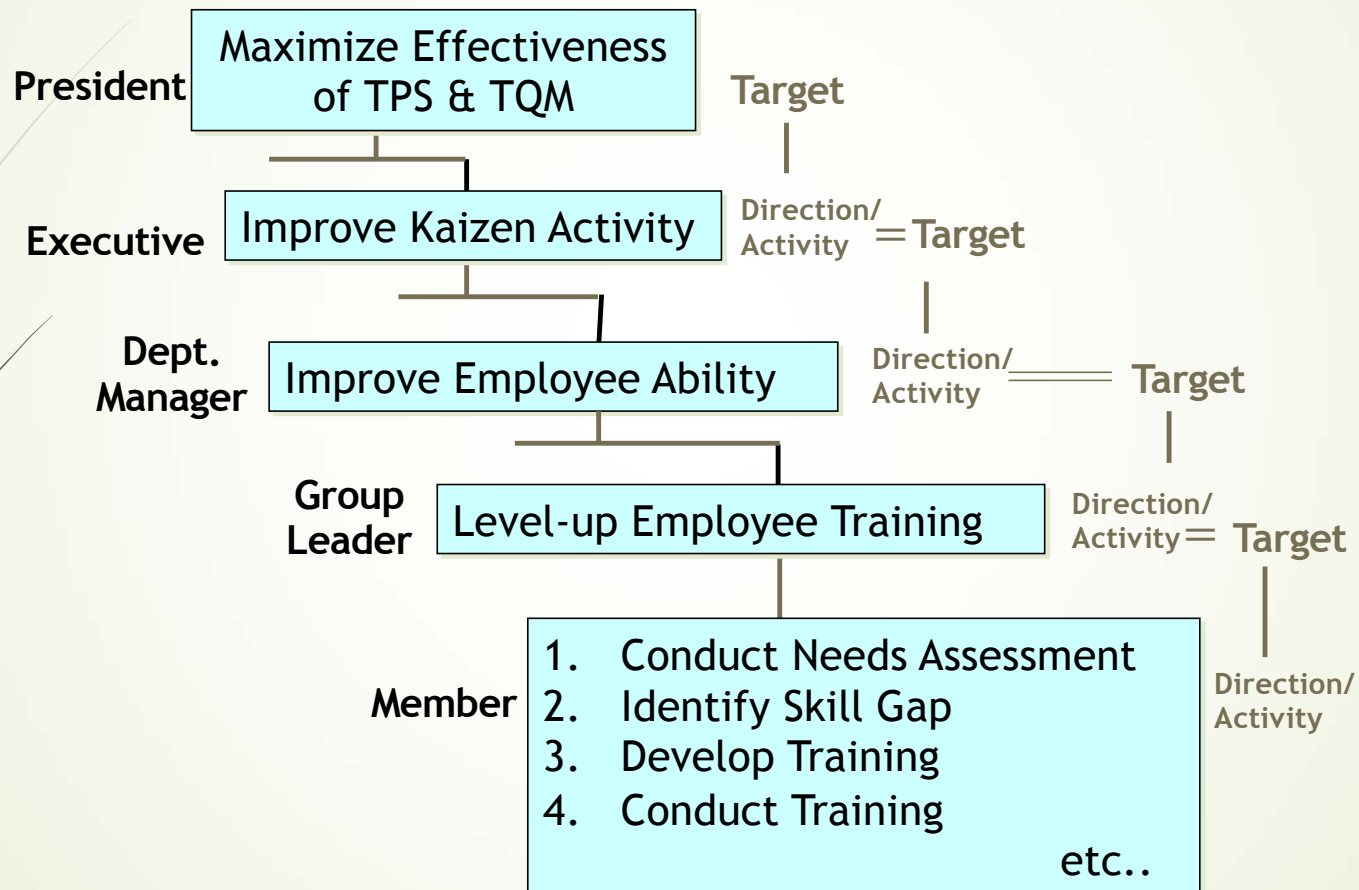 Maximize Effectiveness
of TPS & TQM
President
Target
Improve Kaizen Activity
Executive
Direction/
Activity = Target
Dept.
Manager
Improve Employee Ability
Direction/
Activity
Target
Group
Leader
Level-up Employee Training
Direction/
Activity = Target
Member
1. Conduct Needs Assessment
2. Identify Skill Gap
3. Develop Training
4. Conduct Training
etc..
Direction/
Activity